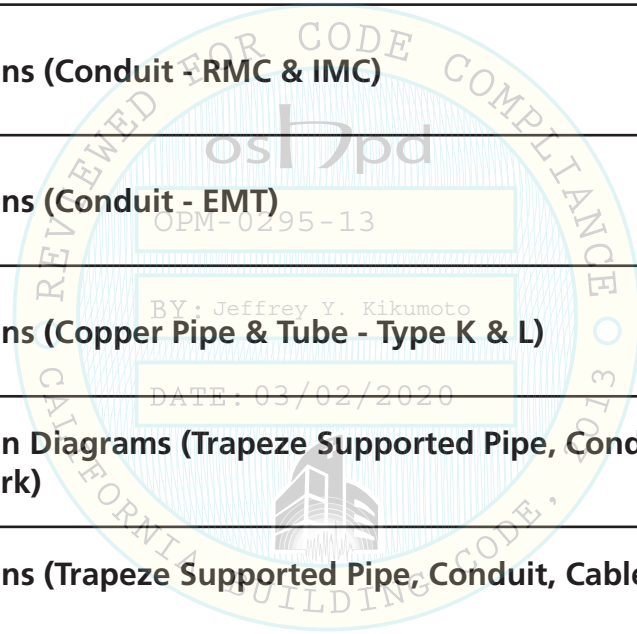 ns (Conduit - RMC & IMC)
ns (Conduit - EMT)
ns (Copper Pipe & Tube - Type K & L)
n Diagrams (Trapeze Supported Pipe, Cond
rk)
ns (Trapeze Supported Pipe, Conduit, Cable
REVIEWED FOR CODE COMPLIANCE
oshpd
OPM-0295-13
BY: Jeffrey Y. Kikumoto
DATE: 03/02/2020
CALIFORNIA BUILDING CODE, 2013